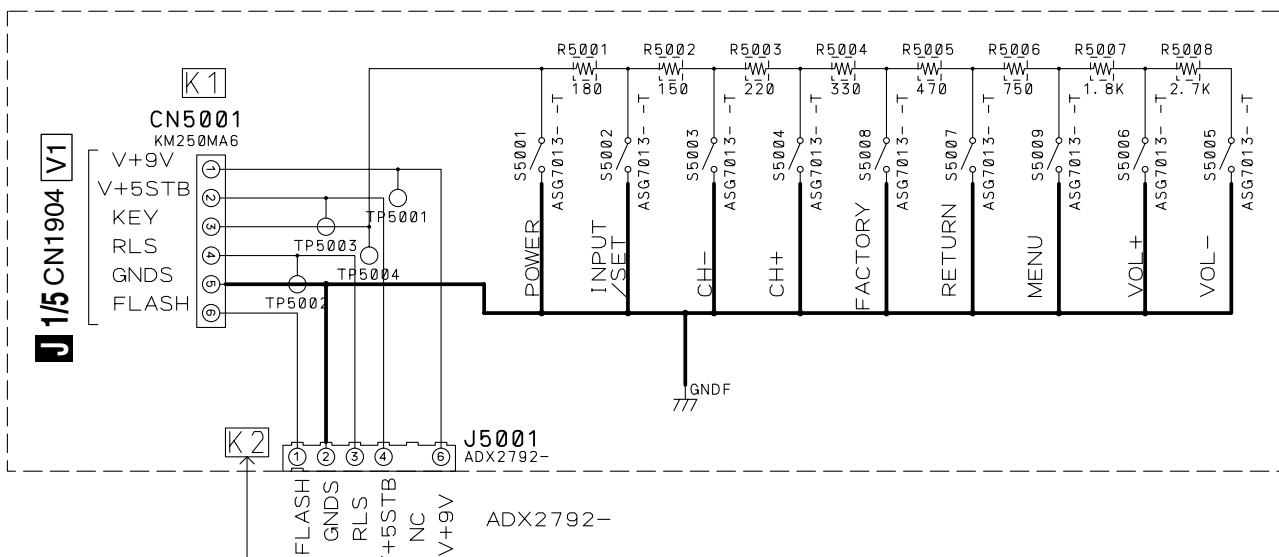 R5001 R5002 R5003 R5004 R5005 R5006 R5007 R5008
180 150 220 330 470 750 1.8K 2.7K
K1
CN5001
KM250MA6
J 1/5 CN1904 V1
V+9V
V+5STB
KEY
RLS
GNDS
FLASH
1
2
3
4
5
6
TP5001
TP5003
TP5004
TP5002
S5001 ASG7013- -T
S5002 ASG7013- -T
S5003 ASG7013- -T
S5004 ASG7013- -T
S5008 ASG7013- -T
S5007 ASG7013- -T
S5009 ASG7013- -T
S5006 ASG7013- -T
S5005 ASG7013- -T
POWER
INPUT
/SET
CH-
CH+
FACTORY
RETURN
MENU
VOL+
VOL-
GNDF
K2
1 2 3 4 6
J5001
ADX2792-
FLASH
GNDS
RLS
V+5STB
NC
V+9V
ADX2792-